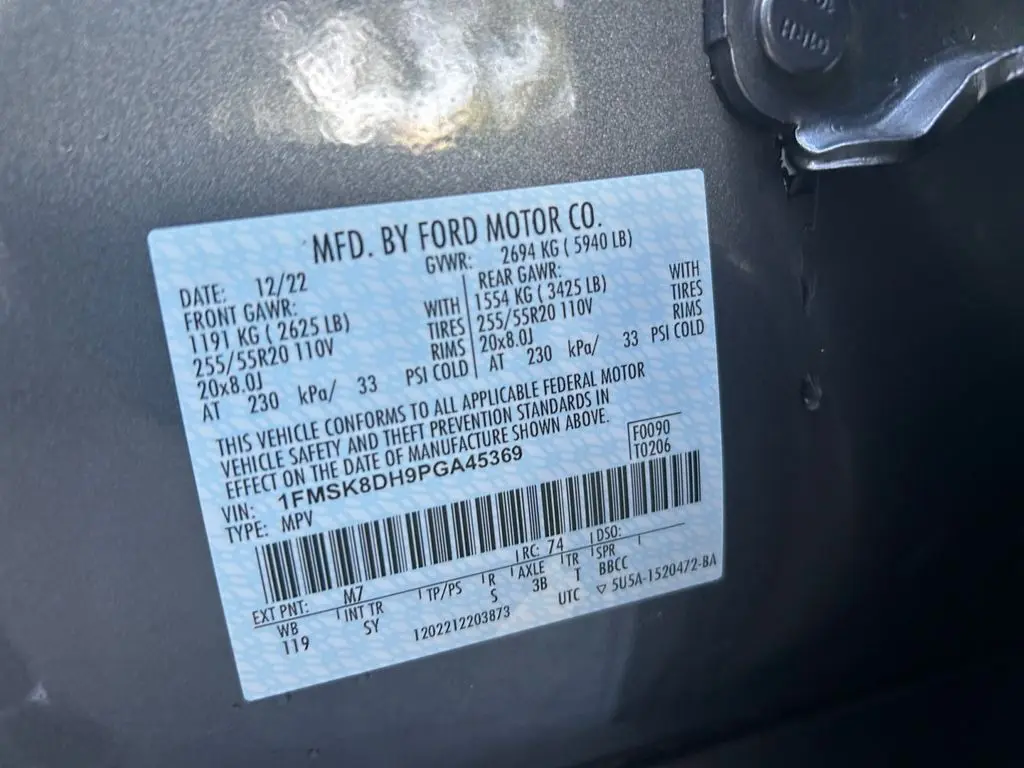 MFD. BY FORD MOTOR CO.
DATE: 12/22 GVWR: 2694 KG ( 5940 LB)
FRONT GAWR: REAR GAWR:
1191 KG ( 2625 LB) WITH 1554 KG ( 3425 LB) WITH
255/55R20 110V TIRES 255/55R20 110V TIRES
20x8.0J RIMS 20x8.0J RIMS
AT 230 kPa/ 33 PSI COLD AT 230 kPa/ 33 PSI COLD
THIS VEHICLE CONFORMS TO ALL APPLICABLE FEDERAL MOTOR
VEHICLE SAFETY AND THEFT PREVENTION STANDARDS IN
EFFECT ON THE DATE OF MANUFACTURE SHOWN ABOVE.
VIN: 1FMSK8DH9PGA45369 F0090
TYPE: MPV T0206
EXT PNT: M7 RC: 74 DSO:
WB INT TR TP/PS R AXLE TR SPR
119 SY S 3B T BBCC
1202212203873 UTC ▽ 5U5A-1520472-BA